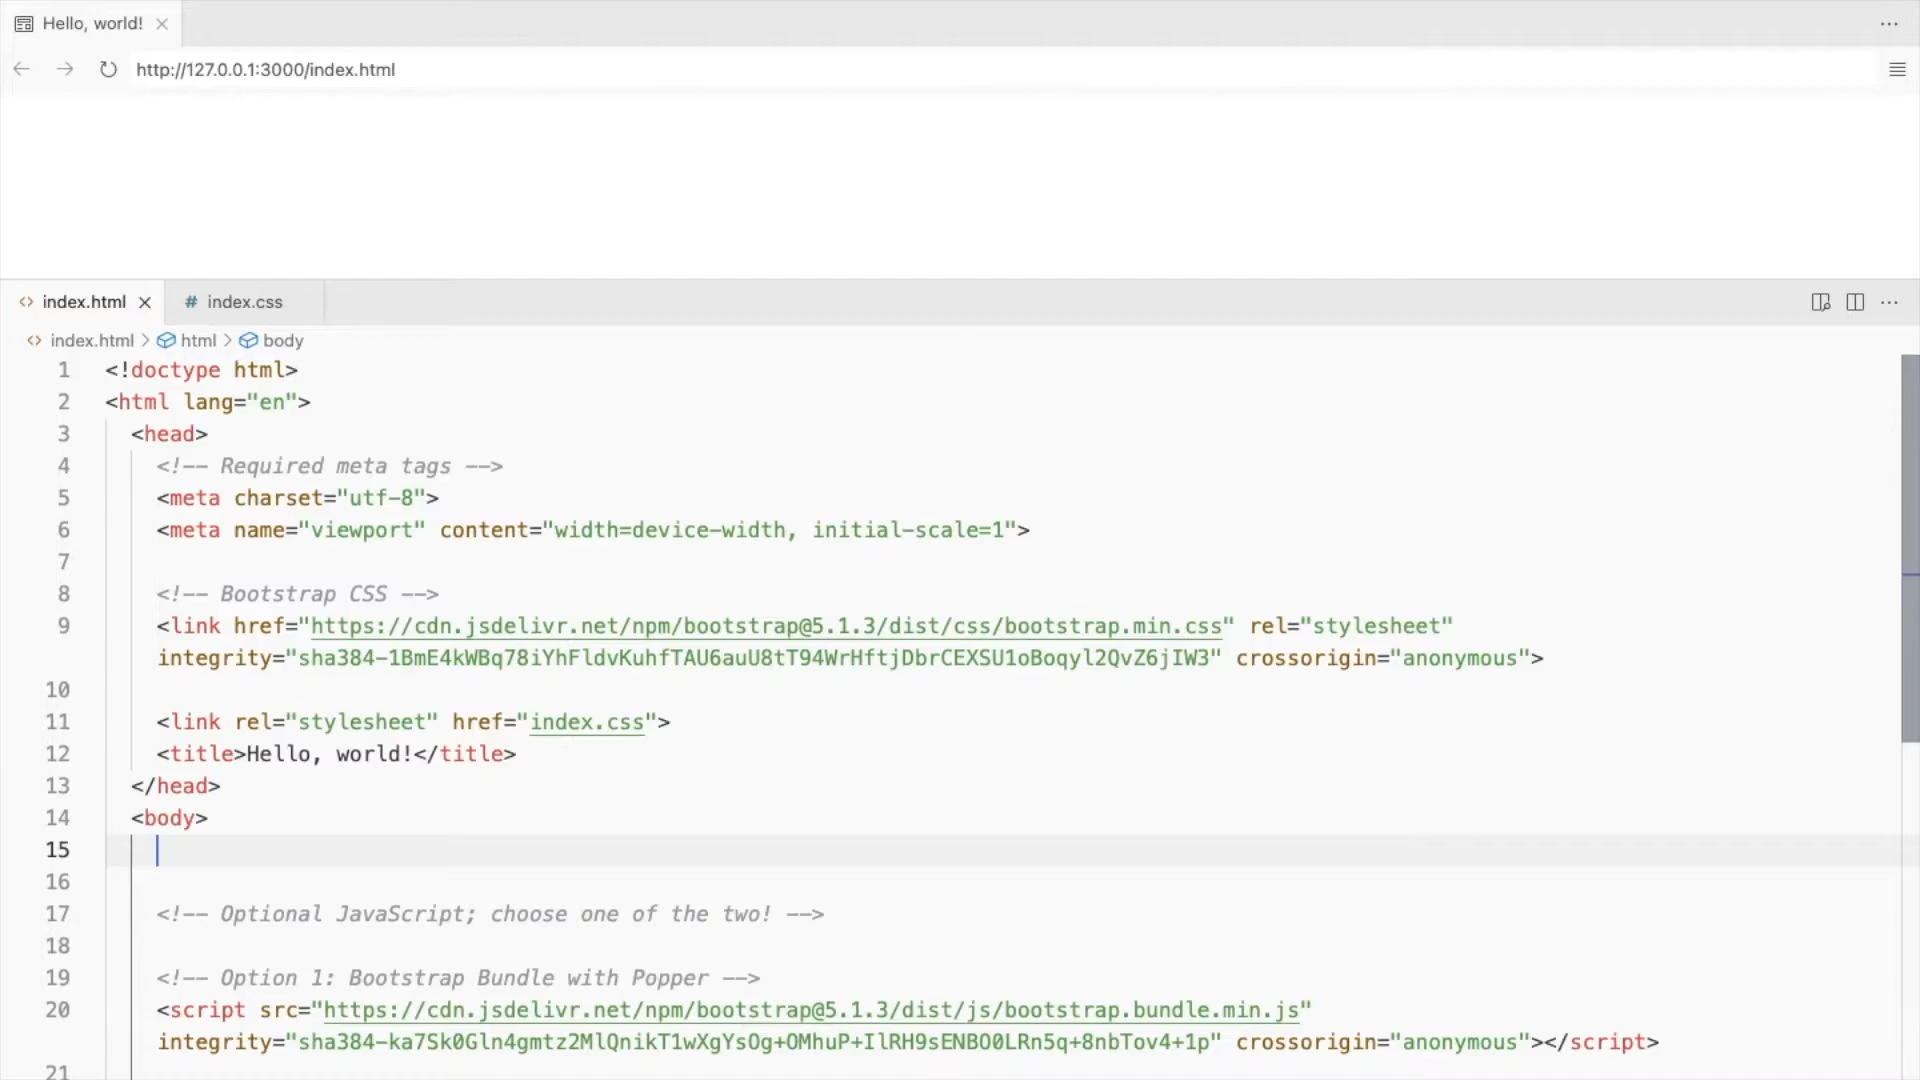 Hello, world!
http://127.0.0.1:3000/index.html
index.html
# index.css
index.html > html > body
1 <!doctype html>
2 <html lang="en">
3 <head>
4 <!-- Required meta tags -->
5 <meta charset="utf-8">
6 <meta name="viewport" content="width=device-width, initial-scale=1">
7
8 <!-- Bootstrap CSS -->
9 <link href="https://cdn.jsdelivr.net/npm/bootstrap@5.1.3/dist/css/bootstrap.min.css" rel="stylesheet"
integrity="sha384-1BmE4kWBq78iYhFldvKuhfTAU6auU8tT94WrHftjDbrCEXSU1oBoqyl2QvZ6jIW3" crossorigin="anonymous">
10
11 <link rel="stylesheet" href="index.css">
12 <title>Hello, world!</title>
13 </head>
14 <body>
15
16
17 <!-- Optional JavaScript; choose one of the two! -->
18
19 <!-- Option 1: Bootstrap Bundle with Popper -->
20 <script src="https://cdn.jsdelivr.net/npm/bootstrap@5.1.3/dist/js/bootstrap.bundle.min.js"
integrity="sha384-ka7Sk0Gln4gmtz2MlQnikT1wXgYsOg+OMhuP+IlRH9sENBO0LRn5q+8nbTov4+1p" crossorigin="anonymous"></script>
21